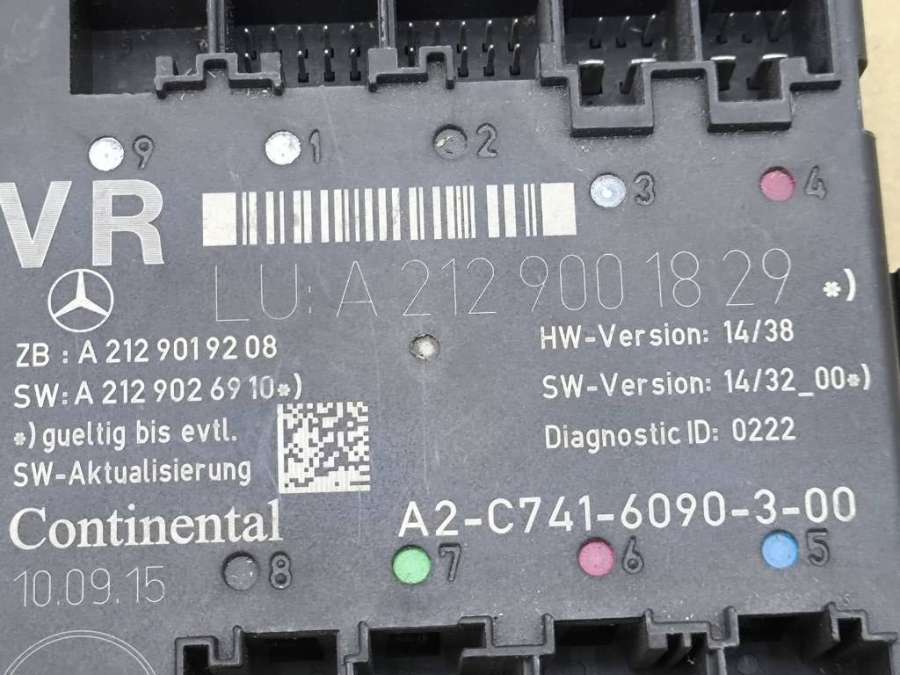 9 1 2
3 4
VR
LU: A 212 900 18 29 *)
ZB : A 212 901 92 08
SW: A 212 902 69 10*)
*) gueltig bis evtl.
SW-Aktualisierung
HW-Version: 14/38
SW-Version: 14/32_00*)
Diagnostic ID: 0222
Continental
A2-C741-6090-3-00
10.09.15
8 7 6 5